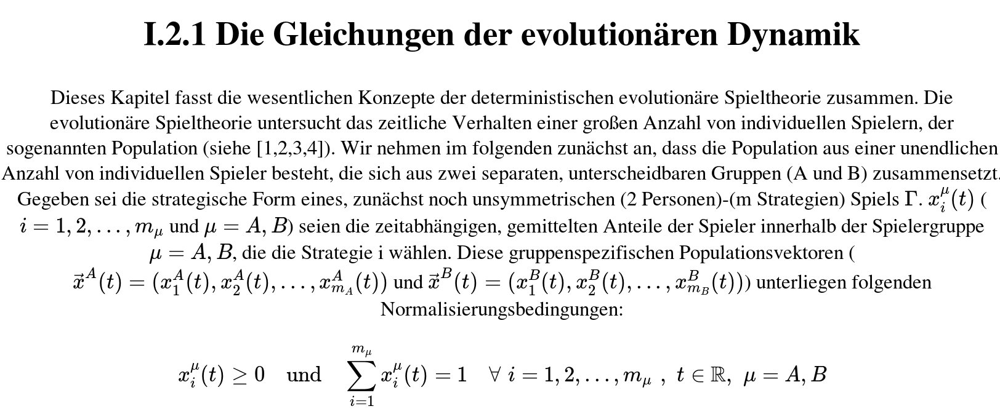 I.2.1 Die Gleichungen der evolutionären Dynamik
Dieses Kapitel fasst die wesentlichen Konzepte der deterministischen evolutionäre Spieltheorie zusammen. Die
evolutionäre Spieltheorie untersucht das zeitliche Verhalten einer großen Anzahl von individuellen Spielern, der
sogenannten Population (siehe [1,2,3,4]). Wir nehmen im folgenden zunächst an, dass die Population aus einer unendlichen
Anzahl von individuellen Spieler besteht, die sich aus zwei separaten, unterscheidbaren Gruppen (A und B) zusammensetzt.
Gegeben sei die strategische Form eines, zunächst noch unsymmetrischen (2 Personen)-(m Strategien) Spiels Γ. $x_i^\mu(t)$ (
$i = 1, 2, \ldots, m_\mu$ und $\mu = A, B$) seien die zeitabhängigen, gemittelten Anteile der Spieler innerhalb der Spielergruppe
$\mu = A, B$, die die Strategie i wählen. Diese gruppenspezifischen Populationsvektoren (
$\vec{x}^A(t) = (x_1^A(t), x_2^A(t), \ldots, x_{m_A}^A(t))$ und $\vec{x}^B(t) = (x_1^B(t), x_2^B(t), \ldots, x_{m_B}^B(t))$) unterliegen folgenden
Normalisierungsbedingungen:
$x_i^\mu(t) \geq 0 \quad \text{und} \quad \sum_{i=1}^{m_\mu} x_i^\mu(t) = 1 \quad \forall \ i = 1, 2, \ldots, m_\mu \ , \ t \in \mathbb{R}, \ \mu = A, B$